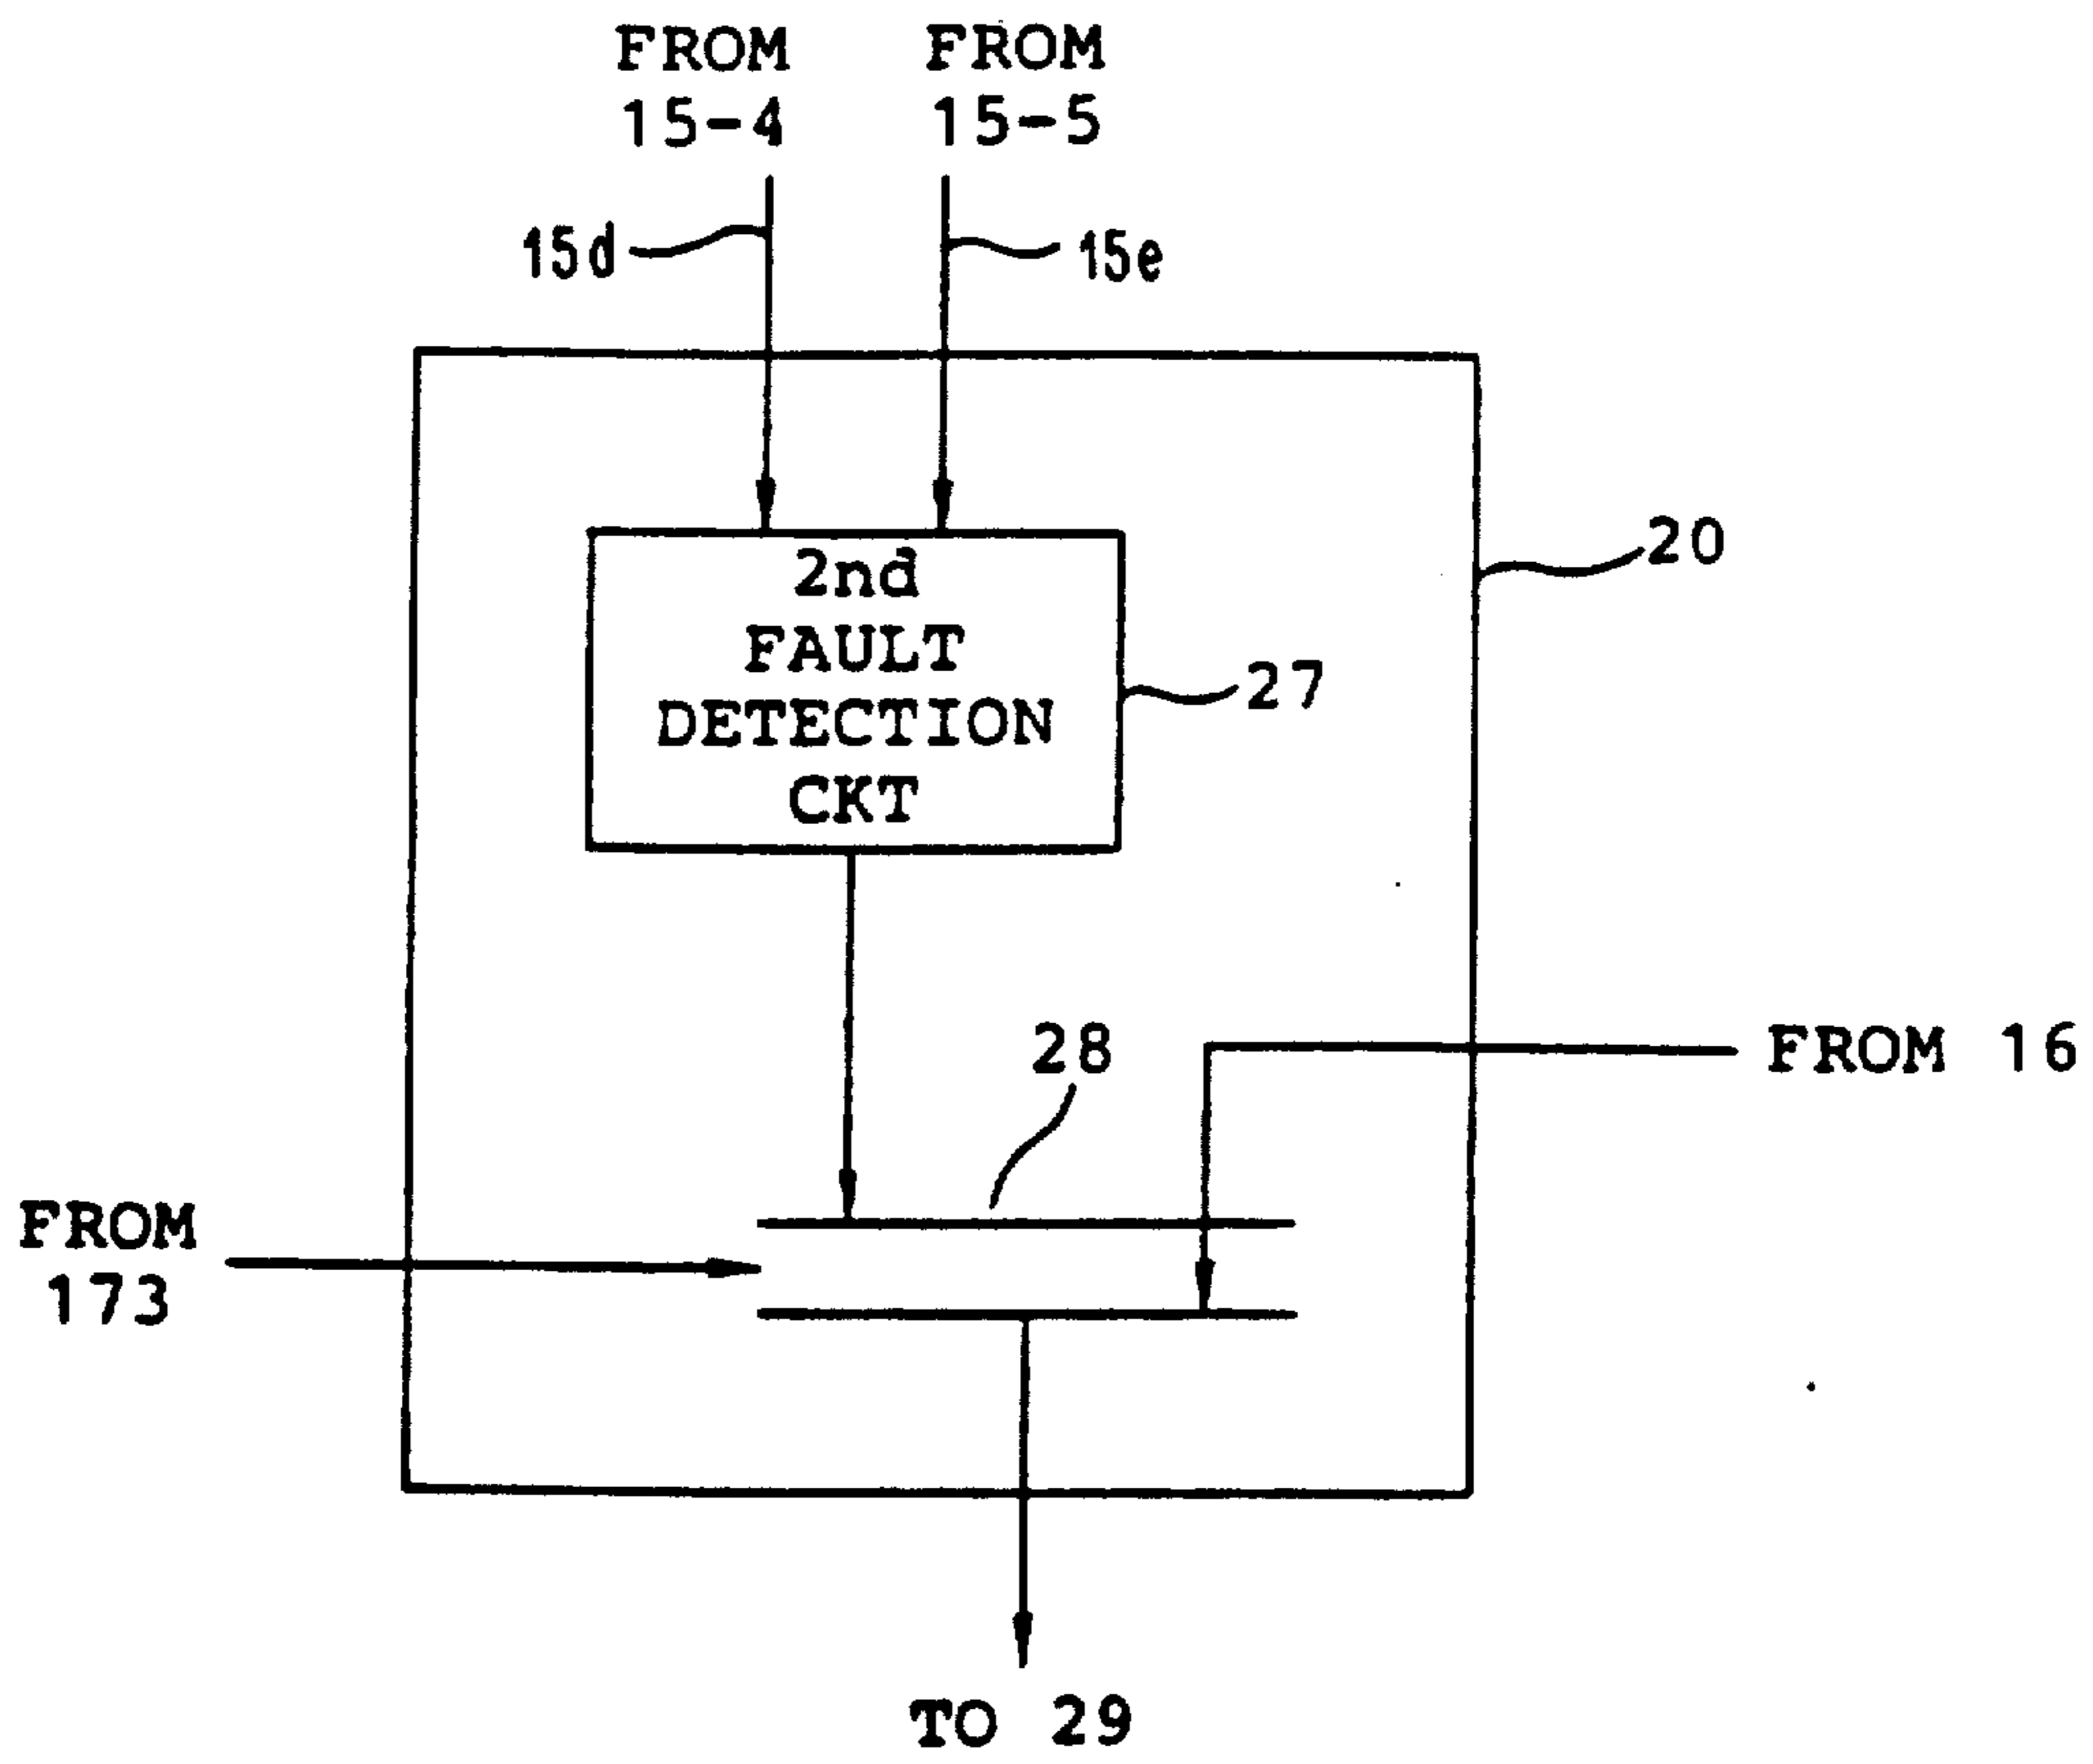 FROM
15-4
FROM
15-5
15d
15e
20
2nd
FAULT
DETECTION
CKT
27
28
FROM 16
FROM
173
TO 29